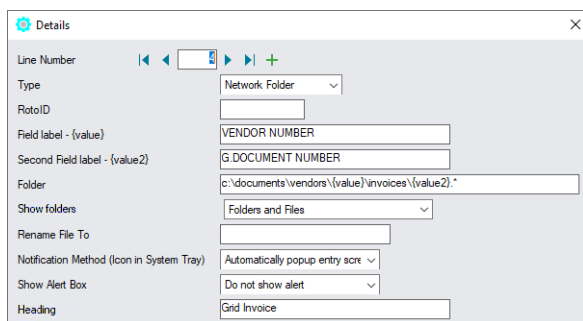 Details
Line Number 4
Type Network Folder
RotoID
Field label - {value} VENDOR NUMBER
Second Field label - {value2} G.DOCUMENT NUMBER
Folder c:\documents\vendors\{value}\invoices\{value2}.*
Show folders Folders and Files
Rename File To
Notification Method (Icon in System Tray) Automatically popup entry scre
Show Alert Box Do not show alert
Heading Grid Invoice